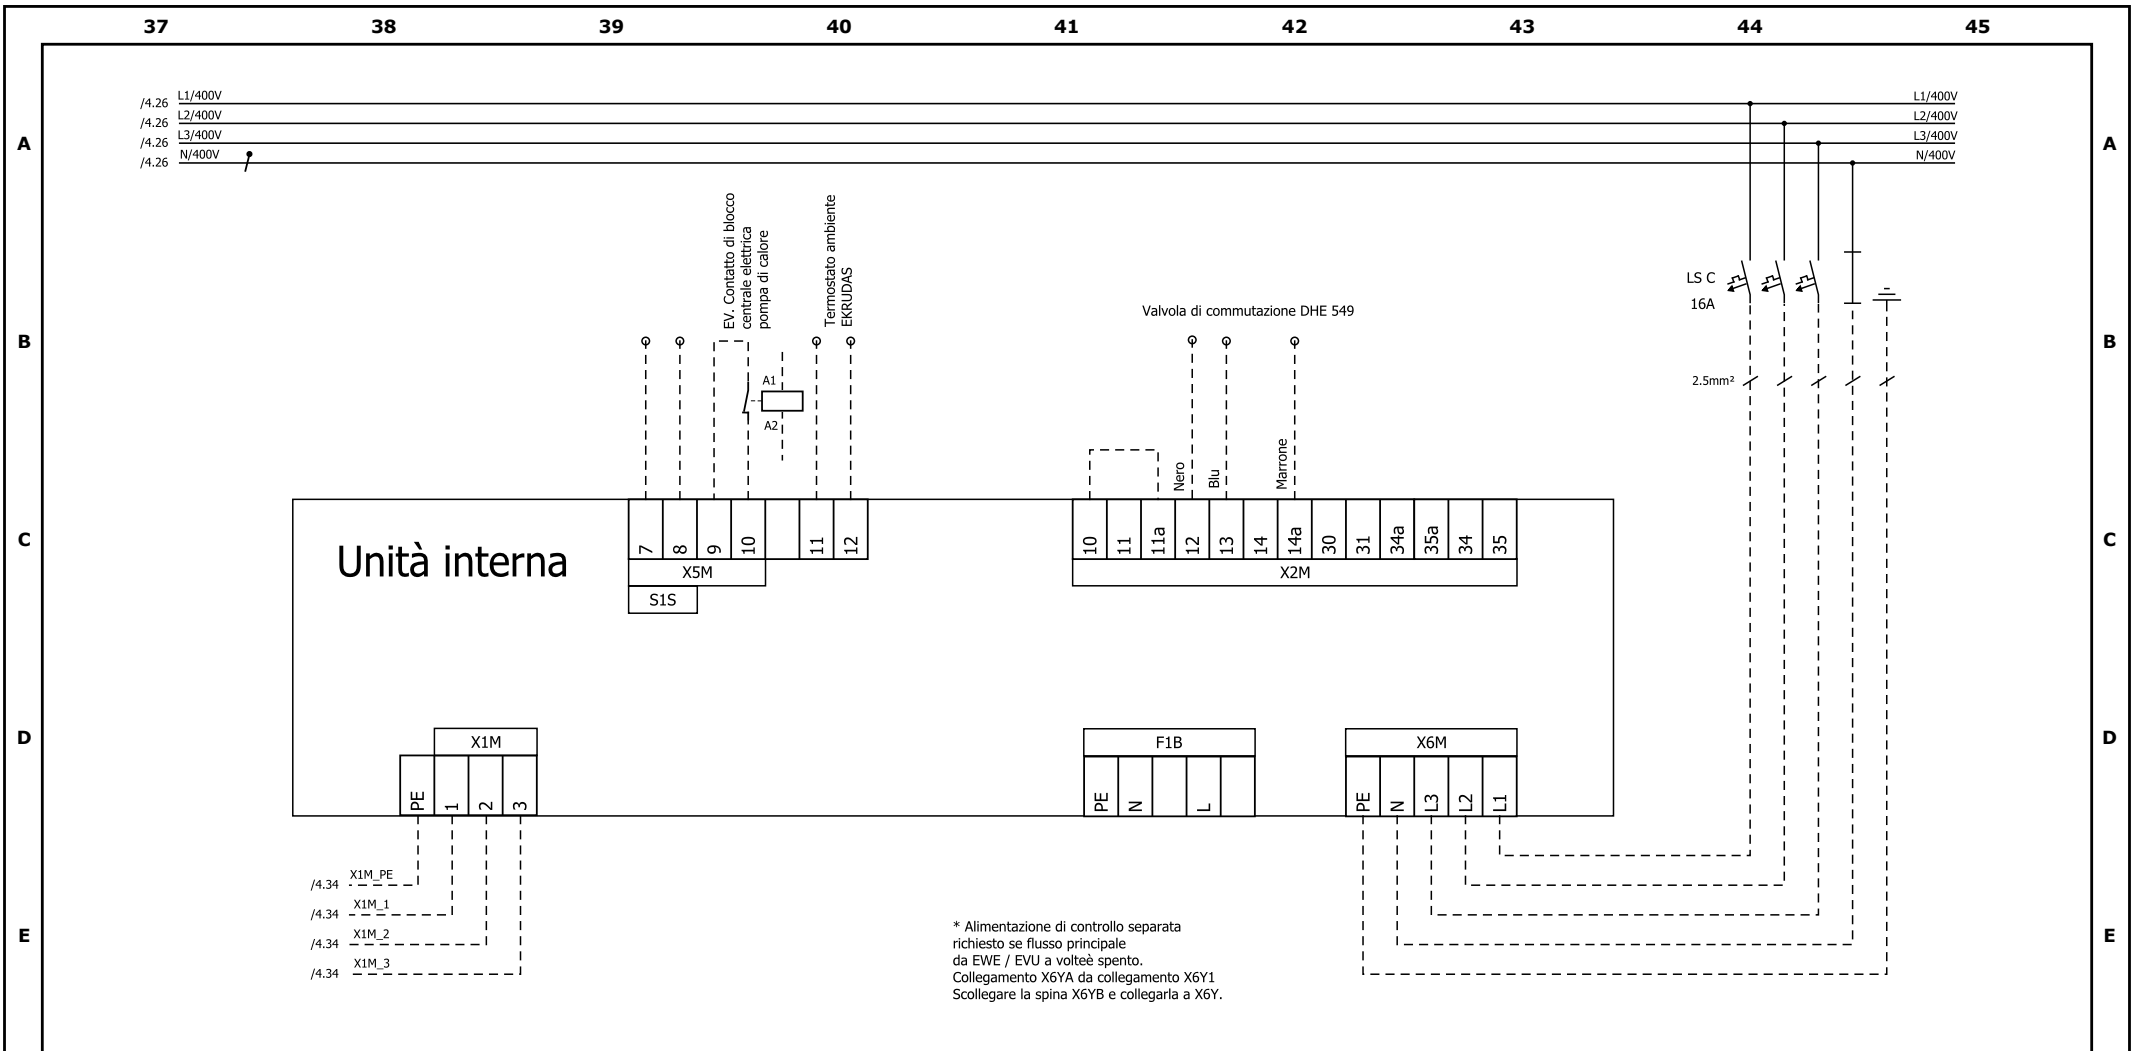 37 38 39 40 41 42 43 44 45
/4.26 L1/400V L1/400V
/4.26 L2/400V L2/400V
A /4.26 L3/400V L3/400V A
/4.26 N/400V N/400V
EV. Contatto di blocco
centrale elettrica
pompa di calore
Termostato ambiente
EKRUDAS
Valvola di commutazione DHE 549
LS C
16A
B B
A1
A2
2.5mm²
Nero
Blu
Marrone
C C
Unità interna
7 8 9 10 11 12
X5M
S1S
10 11 11a 12 13 14 14a 30 31 34a 35a 34 35
X2M
D D
X1M
PE 1 2 3
F1B
PE N L
X6M
PE N L3 L2 L1
/4.34 X1M_PE
/4.34 X1M_1
/4.34 X1M_2
/4.34 X1M_3
E E
* Alimentazione di controllo separata
richiesto se flusso principale
da EWE / EVU a volteè spento.
Collegamento X6YA da collegamento X6Y1
Scollegare la spina X6YB e collegarla a X6Y.